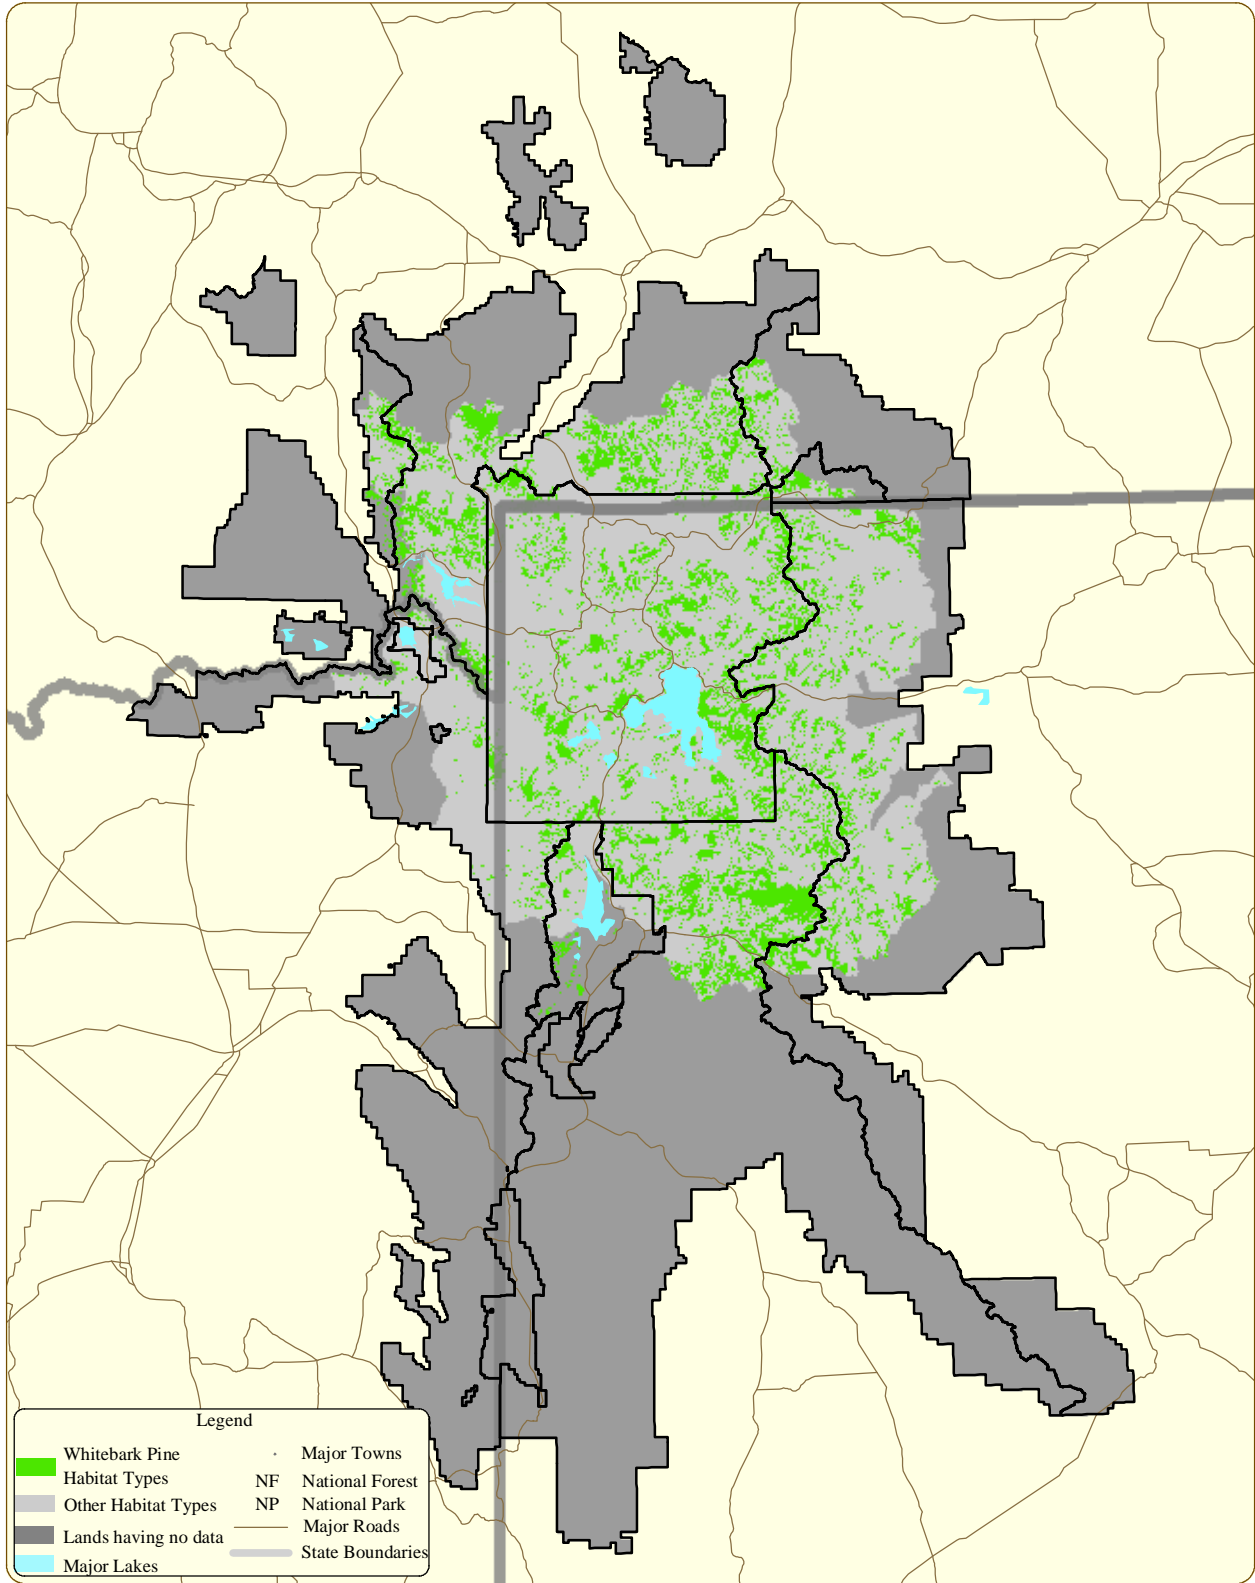 Legend
Whitebark Pine
Habitat Types
Other Habitat Types
Lands having no data
Major Lakes
Major Towns
NF National Forest
NP National Park
Major Roads
State Boundaries